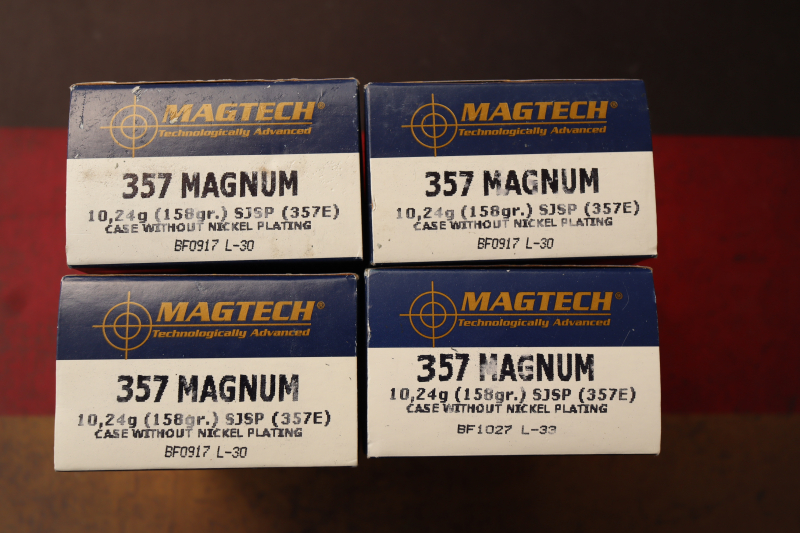 MAGTECH®
Technologically Advanced
357 MAGNUM
10,24g (158gr.) SJSP (357E)
CASE WITHOUT NICKEL PLATING
BF0917 L-30
MAGTECH®
Technologically Advanced
357 MAGNUM
10,24g (158gr.) SJSP (357E)
CASE WITHOUT NICKEL PLATING
BF0917 L-30
MAGTECH®
Technologically Advanced
357 MAGNUM
10,24g (158gr.) SJSP (357E)
CASE WITHOUT NICKEL PLATING
BF0917 L-30
MAGTECH®
Technologically Advanced
357 MAGNUM
10,24g (158gr.) SJSP (357E)
CASE WITHOUT NICKEL PLATING
BF1027 L-33